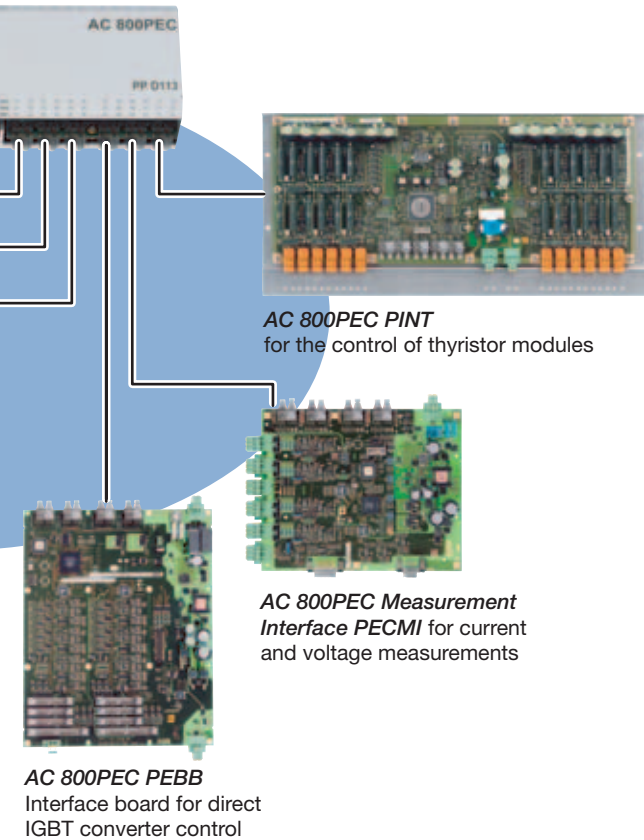 AC 800PEC
PP D113
AC 800PEC PINT
for the control of thyristor modules
AC 800PEC Measurement
Interface PECMI for current
and voltage measurements
AC 800PEC PEBB
Interface board for direct
IGBT converter control